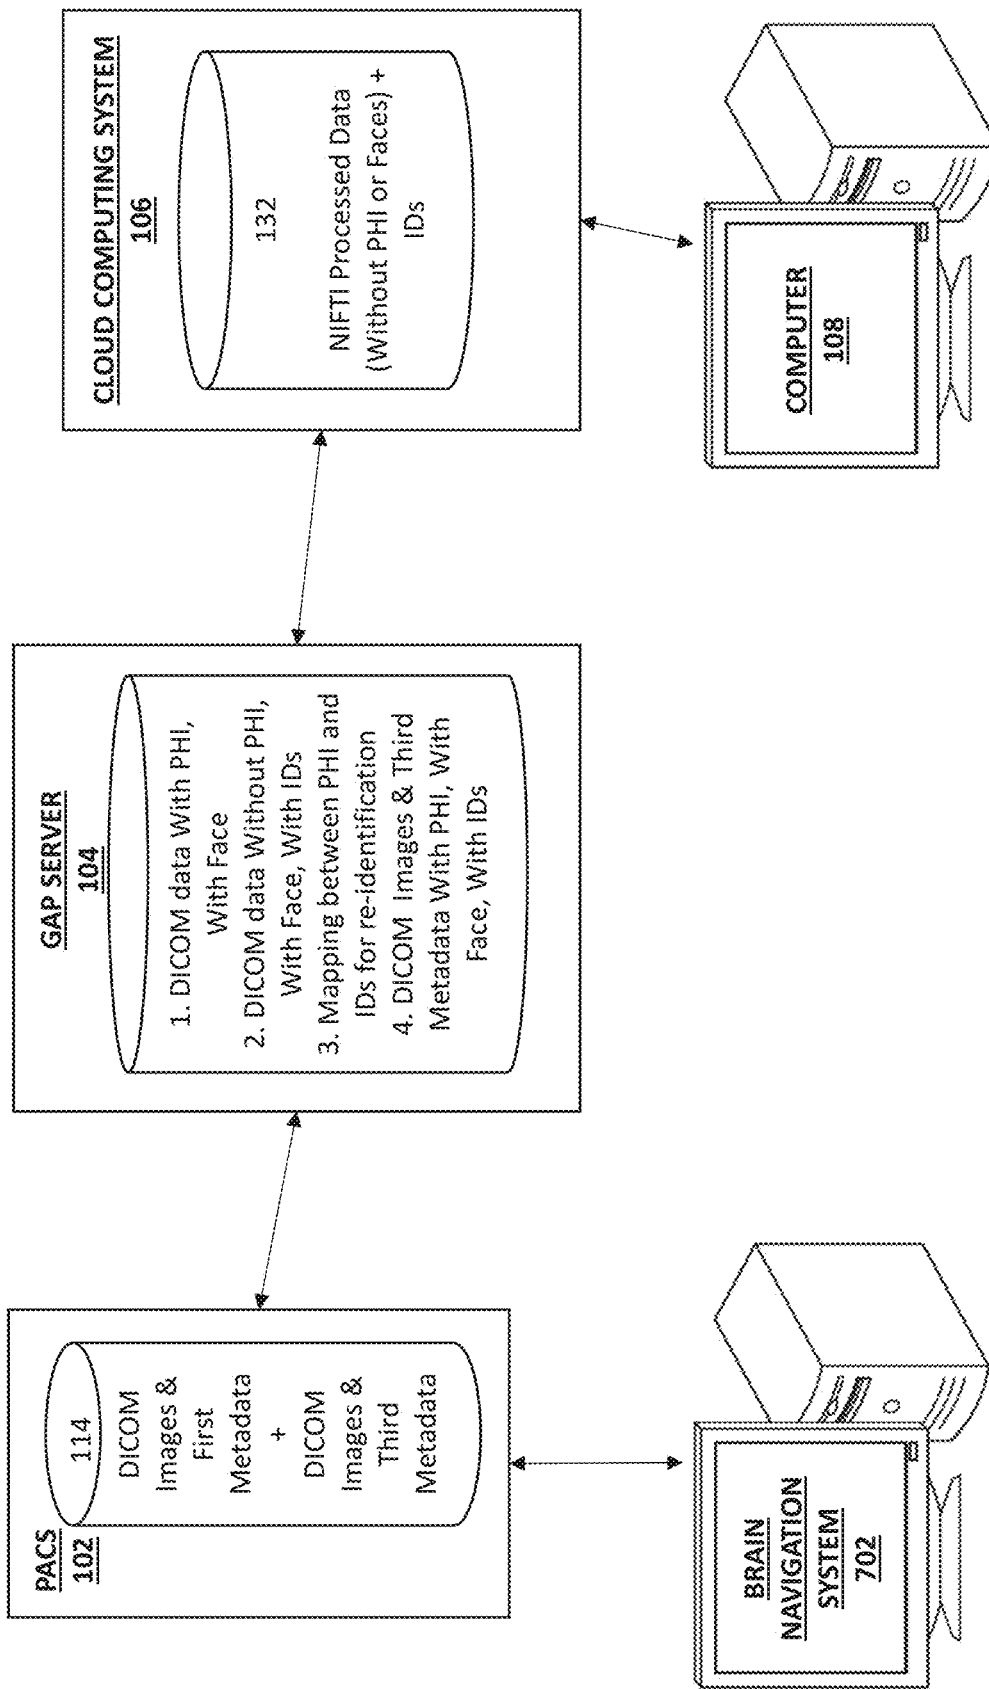 PACS
102
114
DICOM
Images &
First
Metadata
+
DICOM
Images &
Third
Metadata
BRAIN
NAVIGATION
SYSTEM
702
GAP SERVER
104
1. DICOM data With PHI,
With Face
2. DICOM data Without PHI,
With Face, With IDs
3. Mapping between PHI and
IDs for re-identification
4. DICOM Images & Third
Metadata With PHI, With
Face, With IDs
CLOUD COMPUTING SYSTEM
106
132
NIFTI Processed Data
(Without PHI or Faces) +
IDs
COMPUTER
108